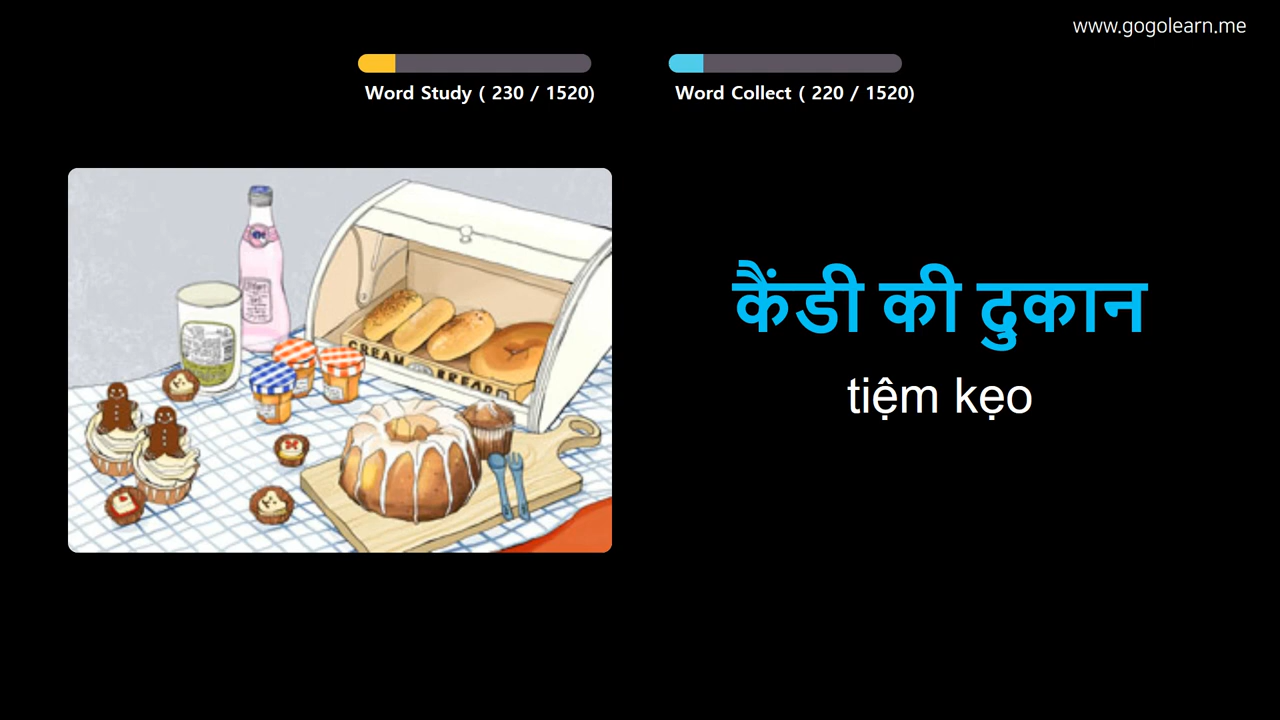 www.gogolearn.me
Word Study ( 230 / 1520)
Word Collect ( 220 / 1520)
कैंडी की दुकान
tiệm kẹo
CREAM BREAD